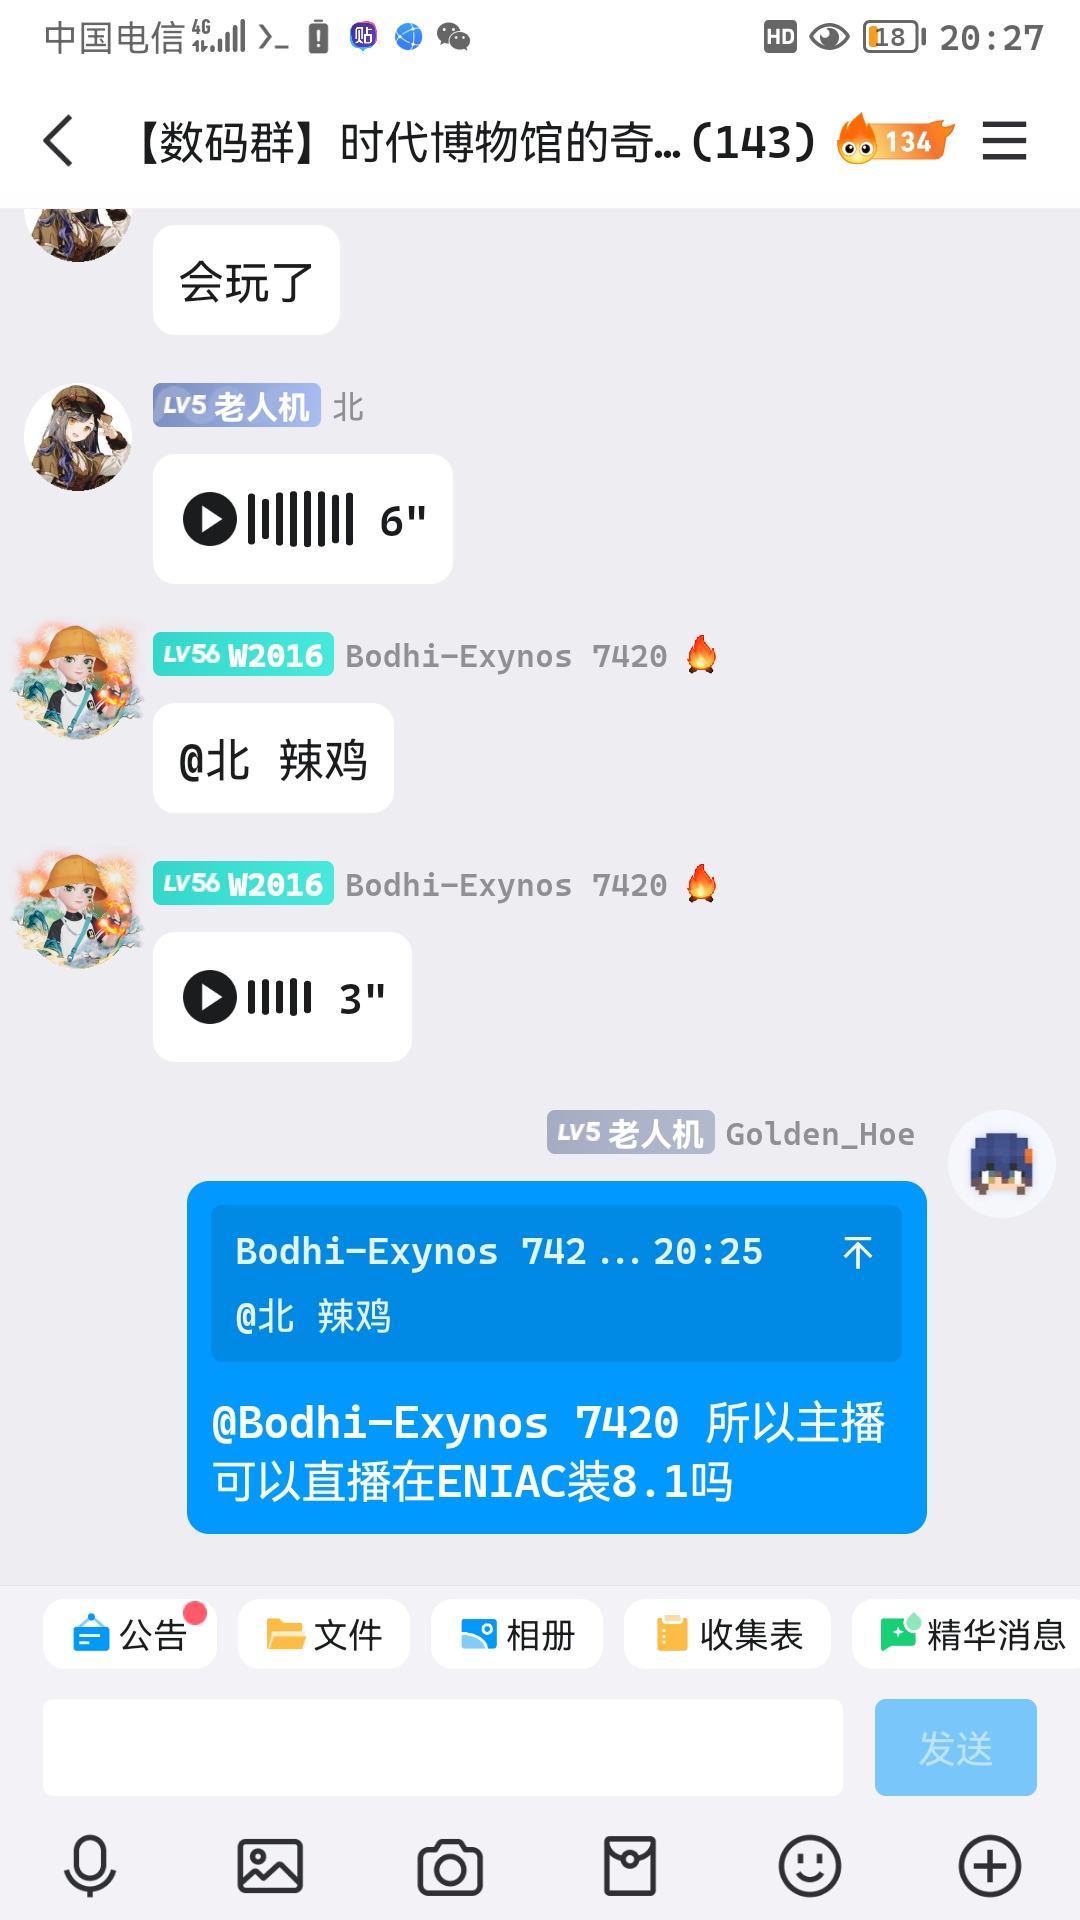 中国电信 4G >_ 贴 HD 18 20:27
【数码群】时代博物馆的奇...(143) 134
会玩了
LV5 老人机 北
6"
LV56 W2016 Bodhi-Exynos 7420 🔥
@北 辣鸡
LV56 W2016 Bodhi-Exynos 7420 🔥
3"
LV5 老人机 Golden_Hoe
Bodhi-Exynos 742... 20:25
@北 辣鸡
@Bodhi-Exynos 7420 所以主播
可以直播在ENIAC装8.1吗
公告 文件 相册 收集表 精华消息
发送